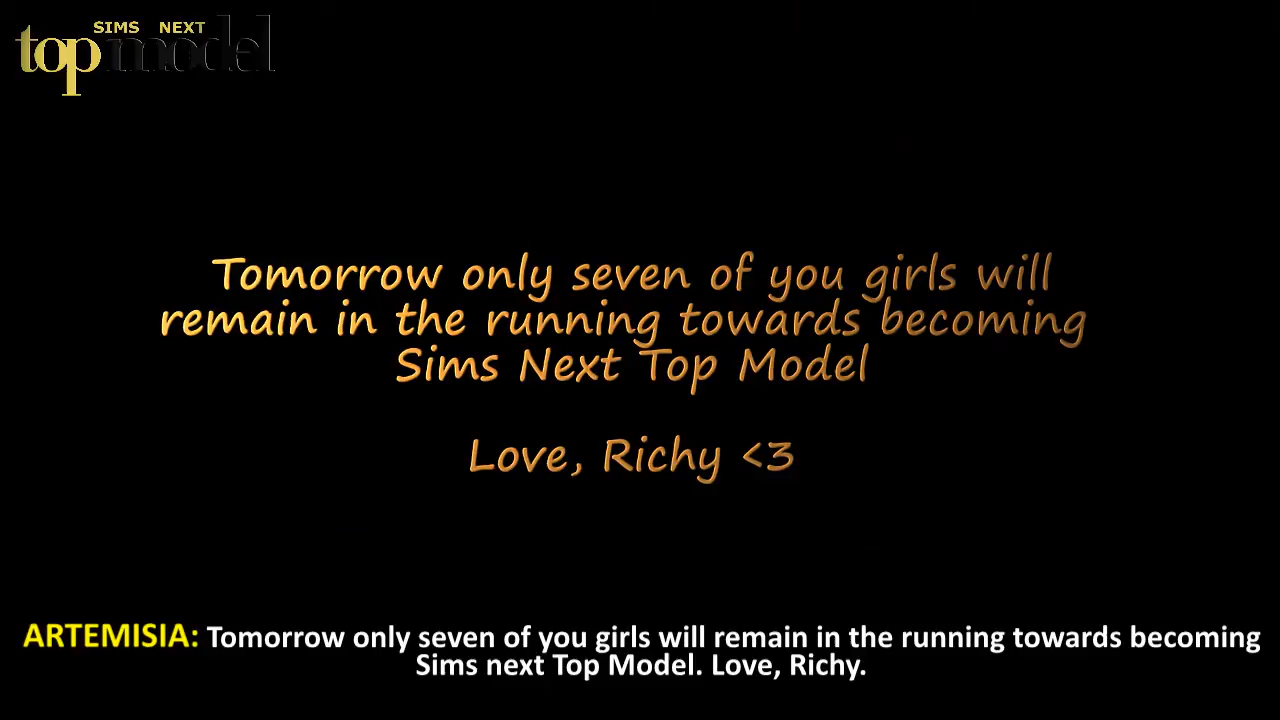 SIMS NEXT
top model
Tomorrow only seven of you girls will
remain in the running towards becoming
Sims Next Top Model
Love, Richy <3
ARTEMISIA: Tomorrow only seven of you girls will remain in the running towards becoming
Sims next Top Model. Love, Richy.